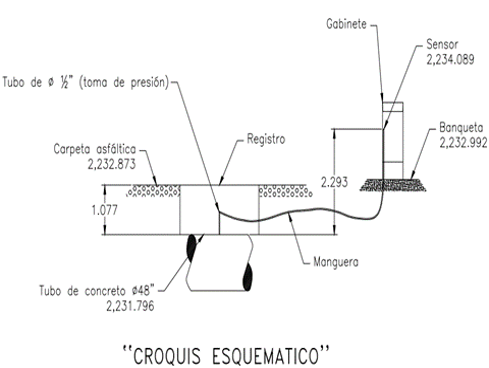 Gabinete
Sensor
2,234.089
Tubo de ø ½" (toma de presión)
Registro
Banqueta
2,232.992
Carpeta asfáltica
2,232.873
2.293
1.077
Manguera
Tubo de concreto ø48"
2,231.796
"CROQUIS ESQUEMATICO"